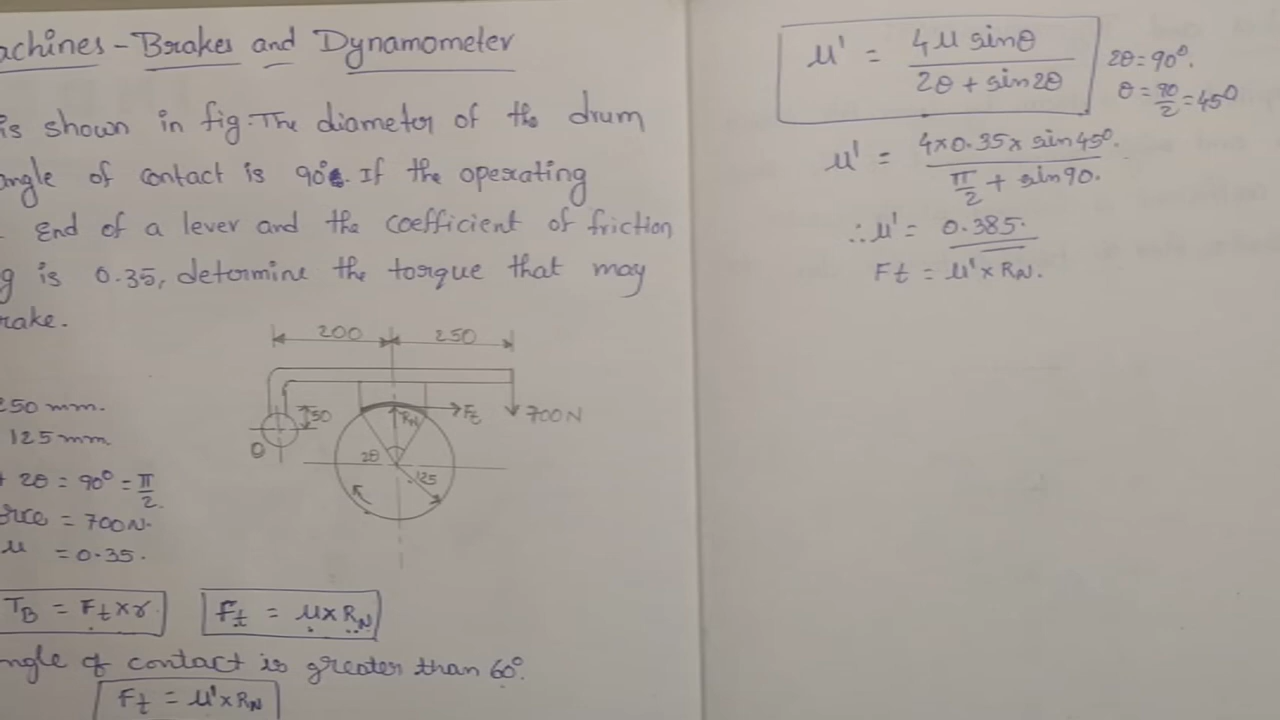 achines - Brakes and Dynamometer
is shown in fig. The diameter of the drum
angle of contact is 90°. If the operating
End of a lever and the coefficient of friction
g is 0.35, determine the torque that may
rake.
200 250
50
Ft
700N
RN
O
2θ
125
250 mm.
125 mm
2θ = 90° = π/2.
orce = 700N.
μ = 0.35.
TB = Ft × r. Ft = μ × RN
ngle of contact is greater than 60°.
Ft = μ' × RN
μ' = 4μ sinθ / 2θ + sin2θ
2θ = 90°.
θ = 90/2 = 45°
μ' = 4×0.35× sin45°. / π/2 + sin90.
∴ μ' = 0.385.
Ft = μ' × RN.